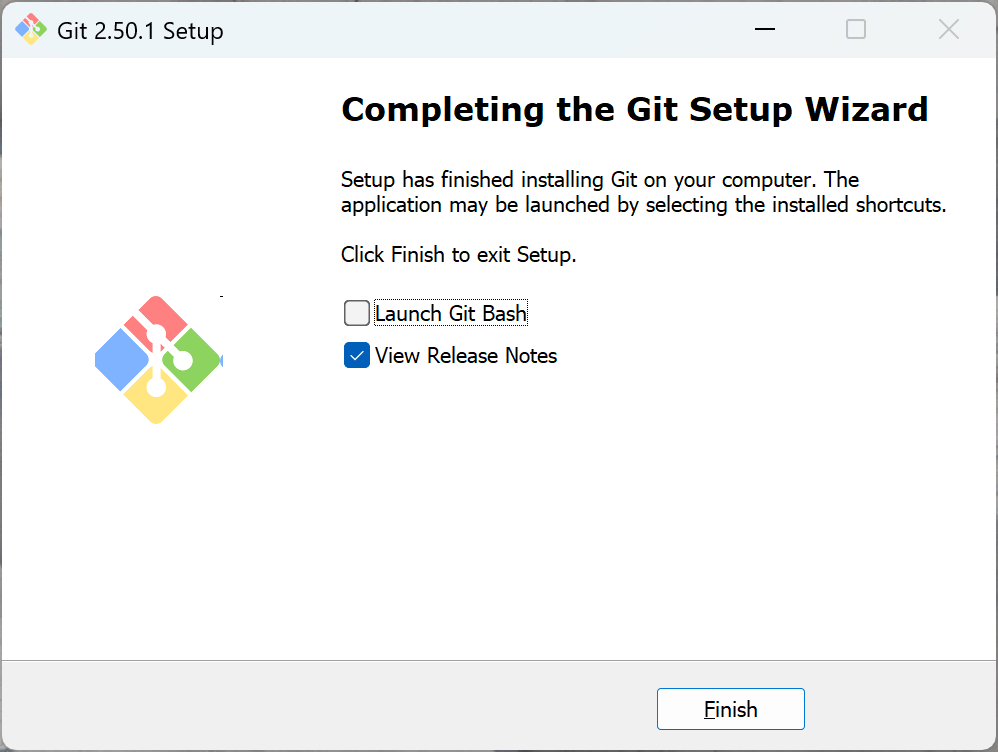 Git 2.50.1 Setup
Completing the Git Setup Wizard
Setup has finished installing Git on your computer. The
application may be launched by selecting the installed shortcuts.
Click Finish to exit Setup.
Launch Git Bash
View Release Notes
Finish